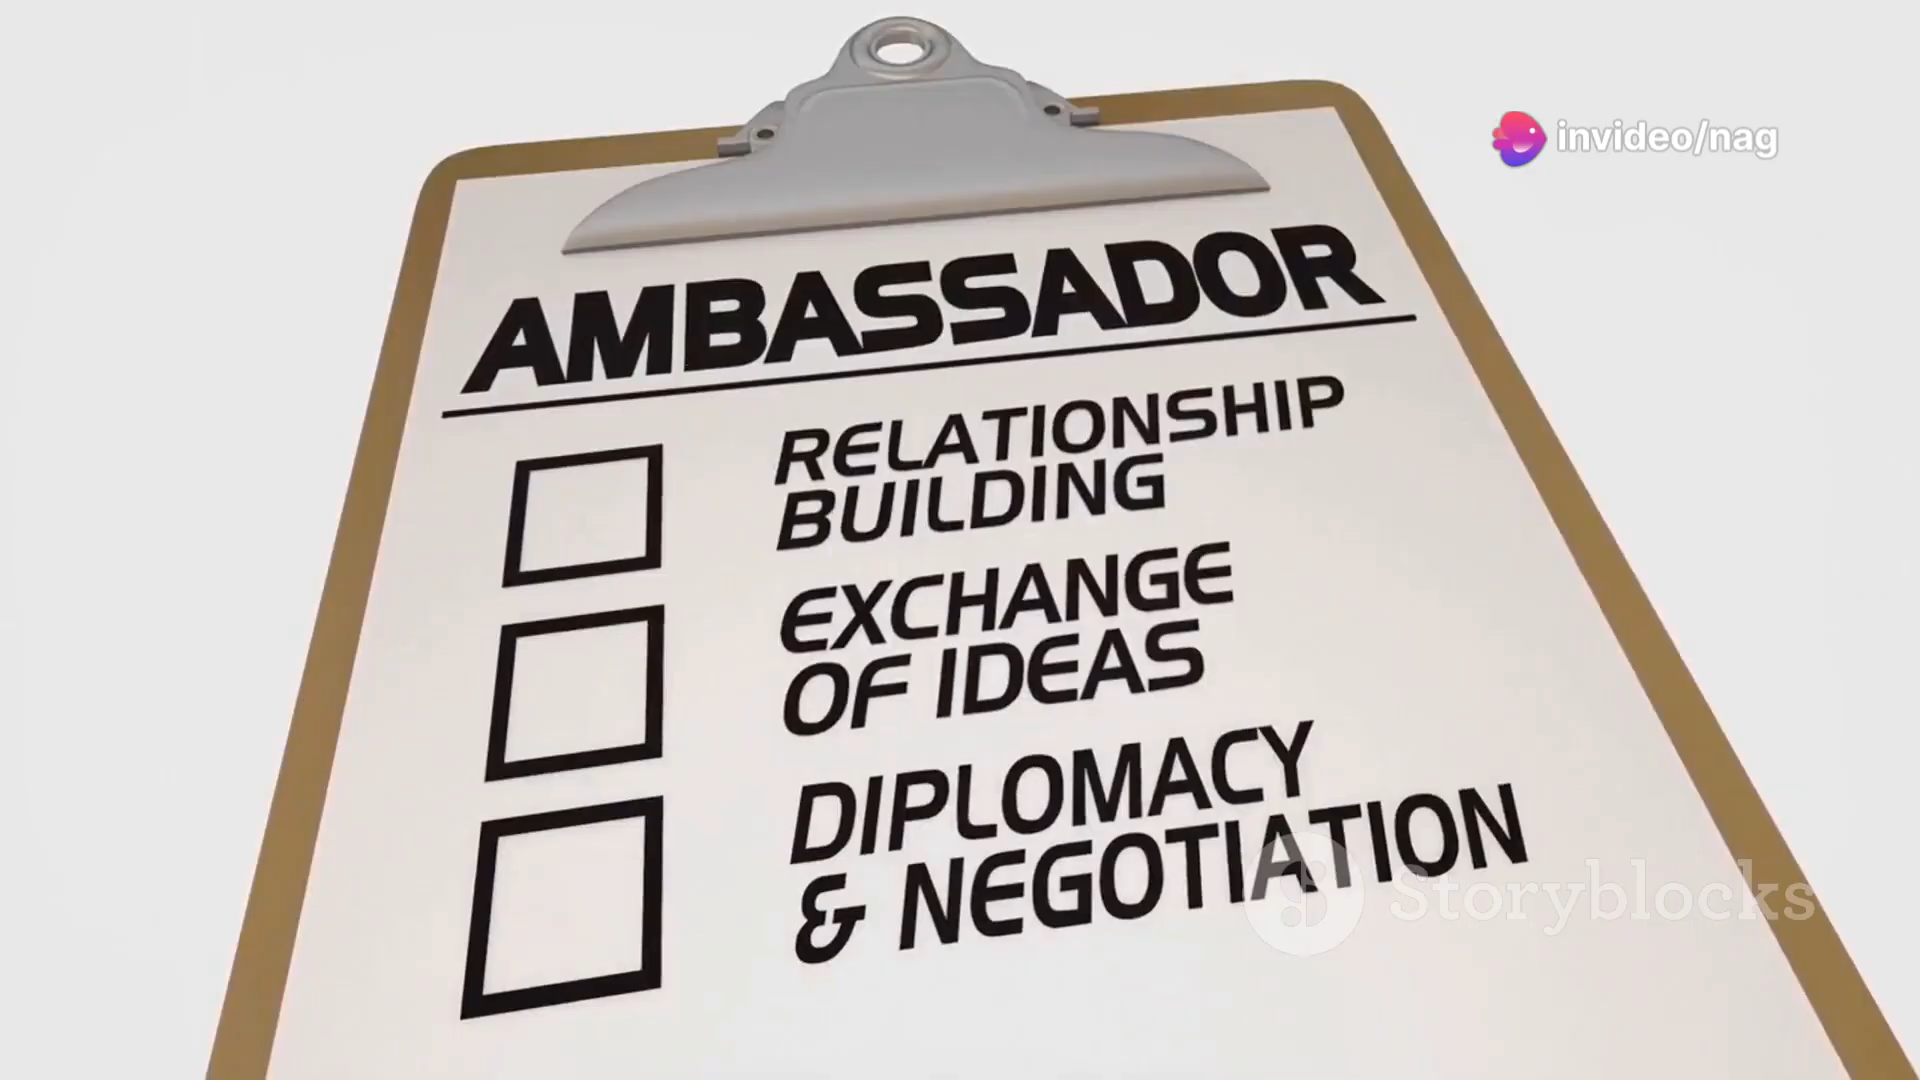 invideo/nag
AMBASSADOR
RELATIONSHIP
BUILDING
EXCHANGE
OF IDEAS
DIPLOMACY
& NEGOTIATION
Storyblocks